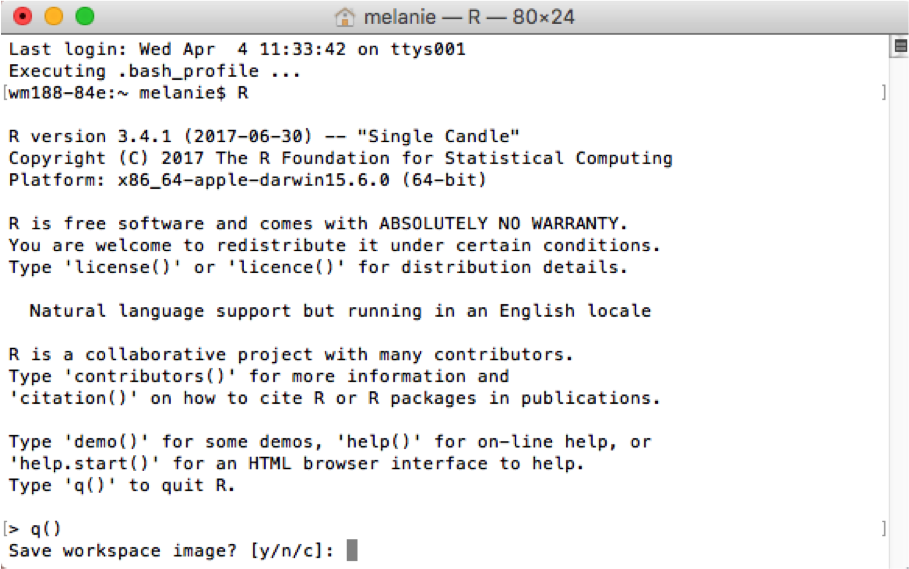 melanie — R — 80×24
Last login: Wed Apr  4 11:33:42 on ttys001
Executing .bash_profile ...
[wm188-84e:~ melanie$ R ]
R version 3.4.1 (2017-06-30) -- "Single Candle"
Copyright (C) 2017 The R Foundation for Statistical Computing
Platform: x86_64-apple-darwin15.6.0 (64-bit)
R is free software and comes with ABSOLUTELY NO WARRANTY.
You are welcome to redistribute it under certain conditions.
Type 'license()' or 'licence()' for distribution details.
  Natural language support but running in an English locale
R is a collaborative project with many contributors.
Type 'contributors()' for more information and
'citation()' on how to cite R or R packages in publications.
Type 'demo()' for some demos, 'help()' for on-line help, or
'help.start()' for an HTML browser interface to help.
Type 'q()' to quit R.
[> q() ]
Save workspace image? [y/n/c]: